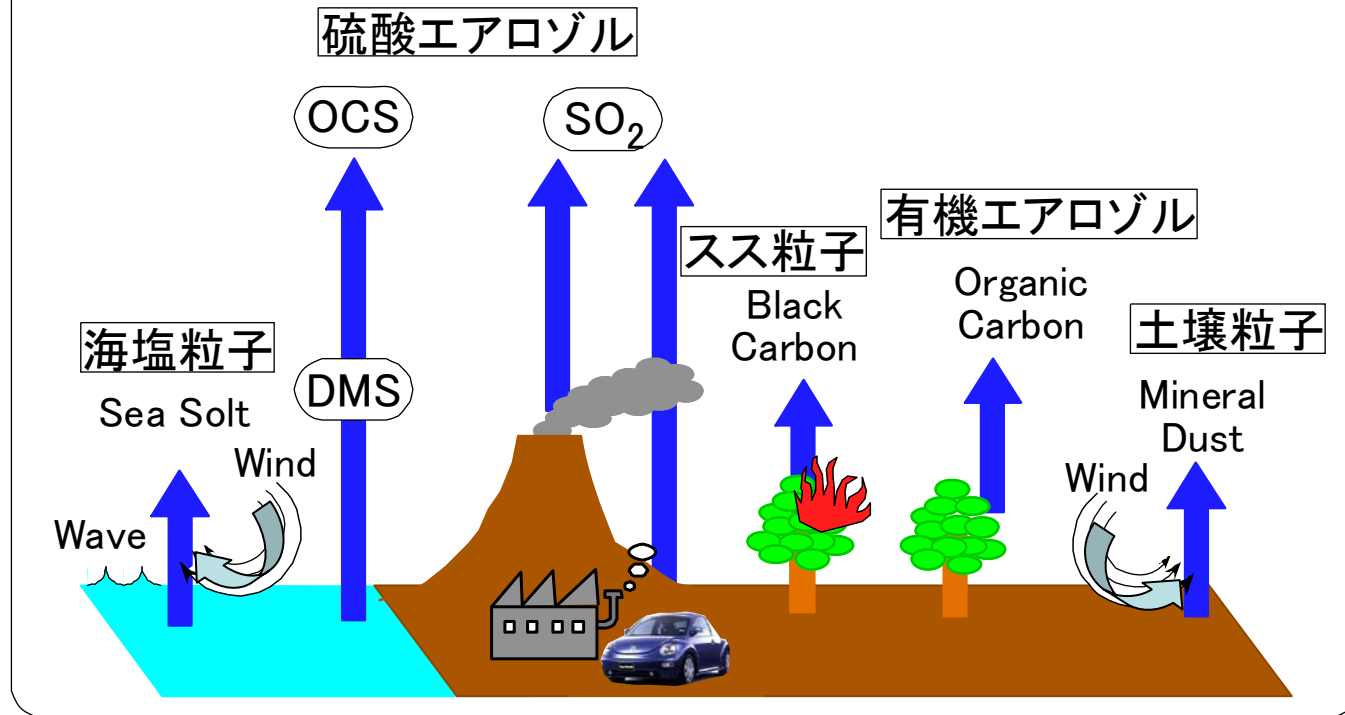 硫酸エアロゾル
OCS
SO₂
有機エアロゾル
スス粒子
Organic
Carbon
Black
Carbon
海塩粒子
土壌粒子
DMS
Sea Solt
Mineral
Dust
Wind
Wind
Wave